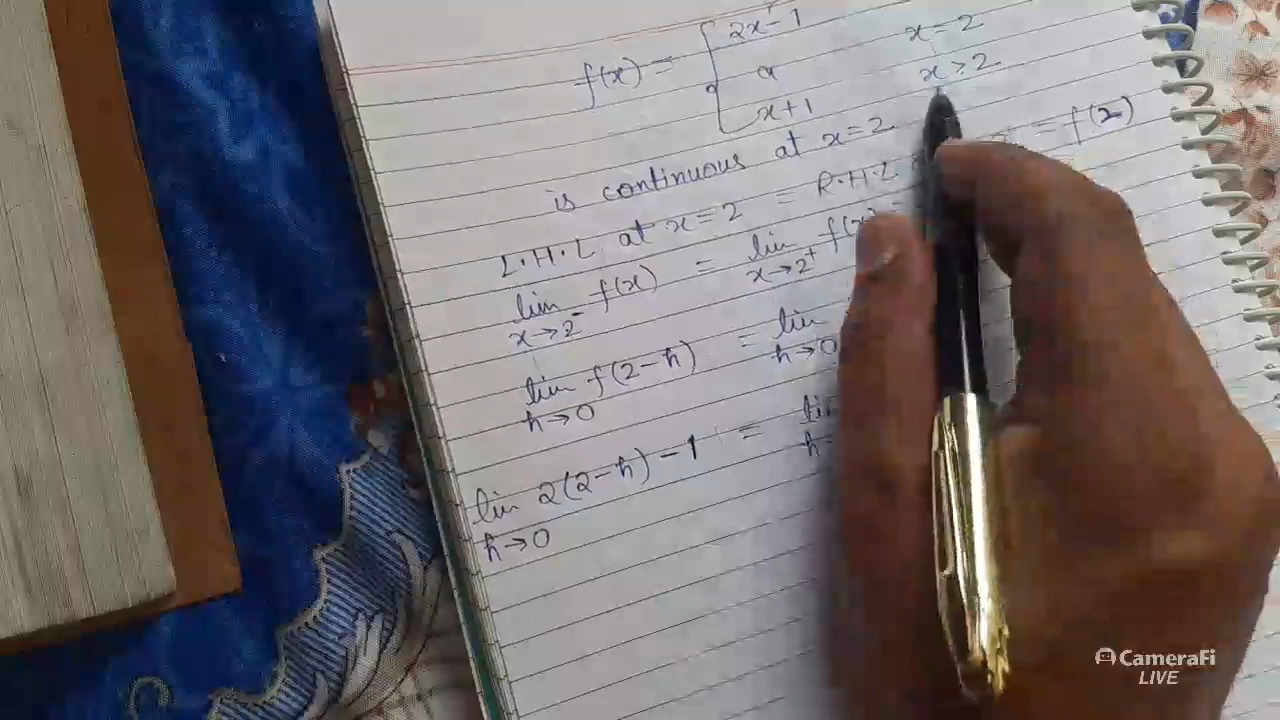 f(x) = { 2x-1
a x=2
x+1 x>2
is continuous at x=2
L.H.L at x=2 = R.H.L = f(2)
lim x→2⁻ f(x) = lim x→2⁺ f(x)
lim h→0 f(2-h) = lim h→0
lim h→0 2(2-h)-1 =
CameraFi
LIVE